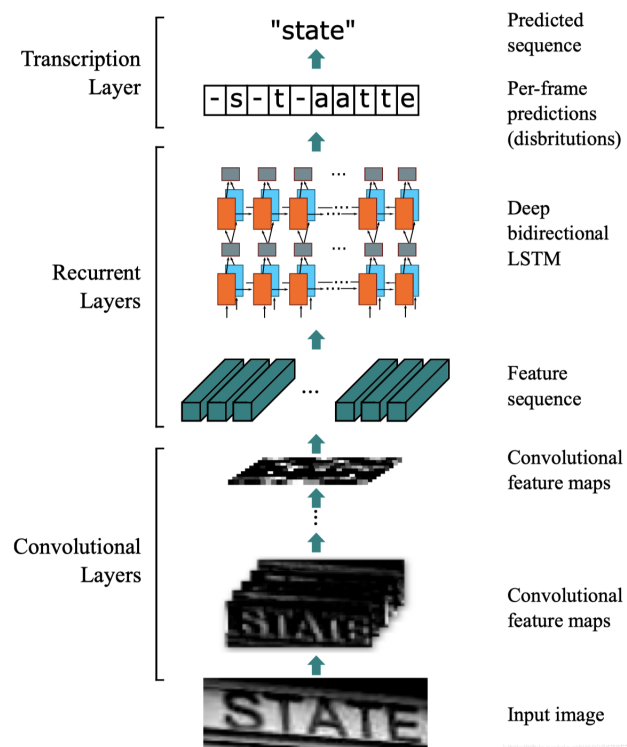 "state"
Predicted
sequence
Transcription
Layer
-s-t-aatte
Per-frame
predictions
(disbritutions)
...
Deep
bidirectional
LSTM
Recurrent
Layers
...
Feature
sequence
Convolutional
feature maps
...
Convolutional
Layers
STATE
Convolutional
feature maps
STATE
Input image